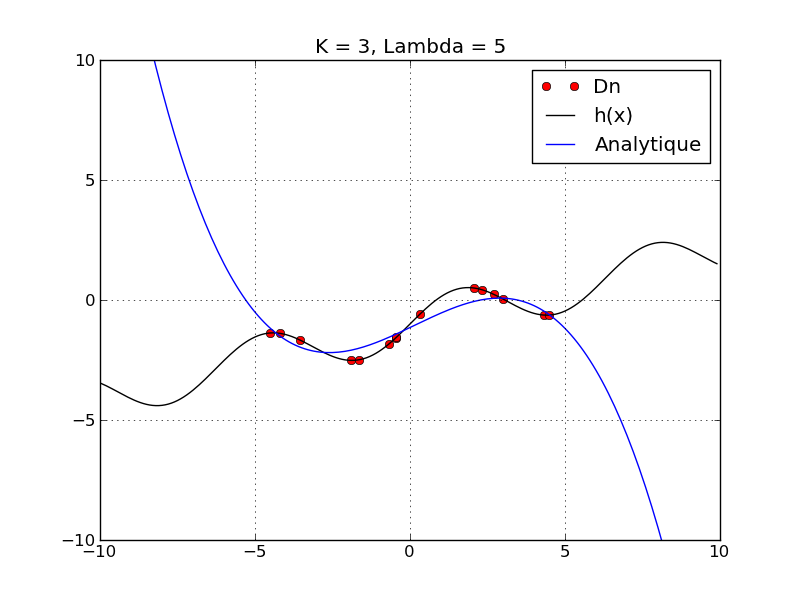 K = 3, Lambda = 5
Dn
h(x)
Analytique
10
5
0
−5
−10
−10 −5 0 5 10